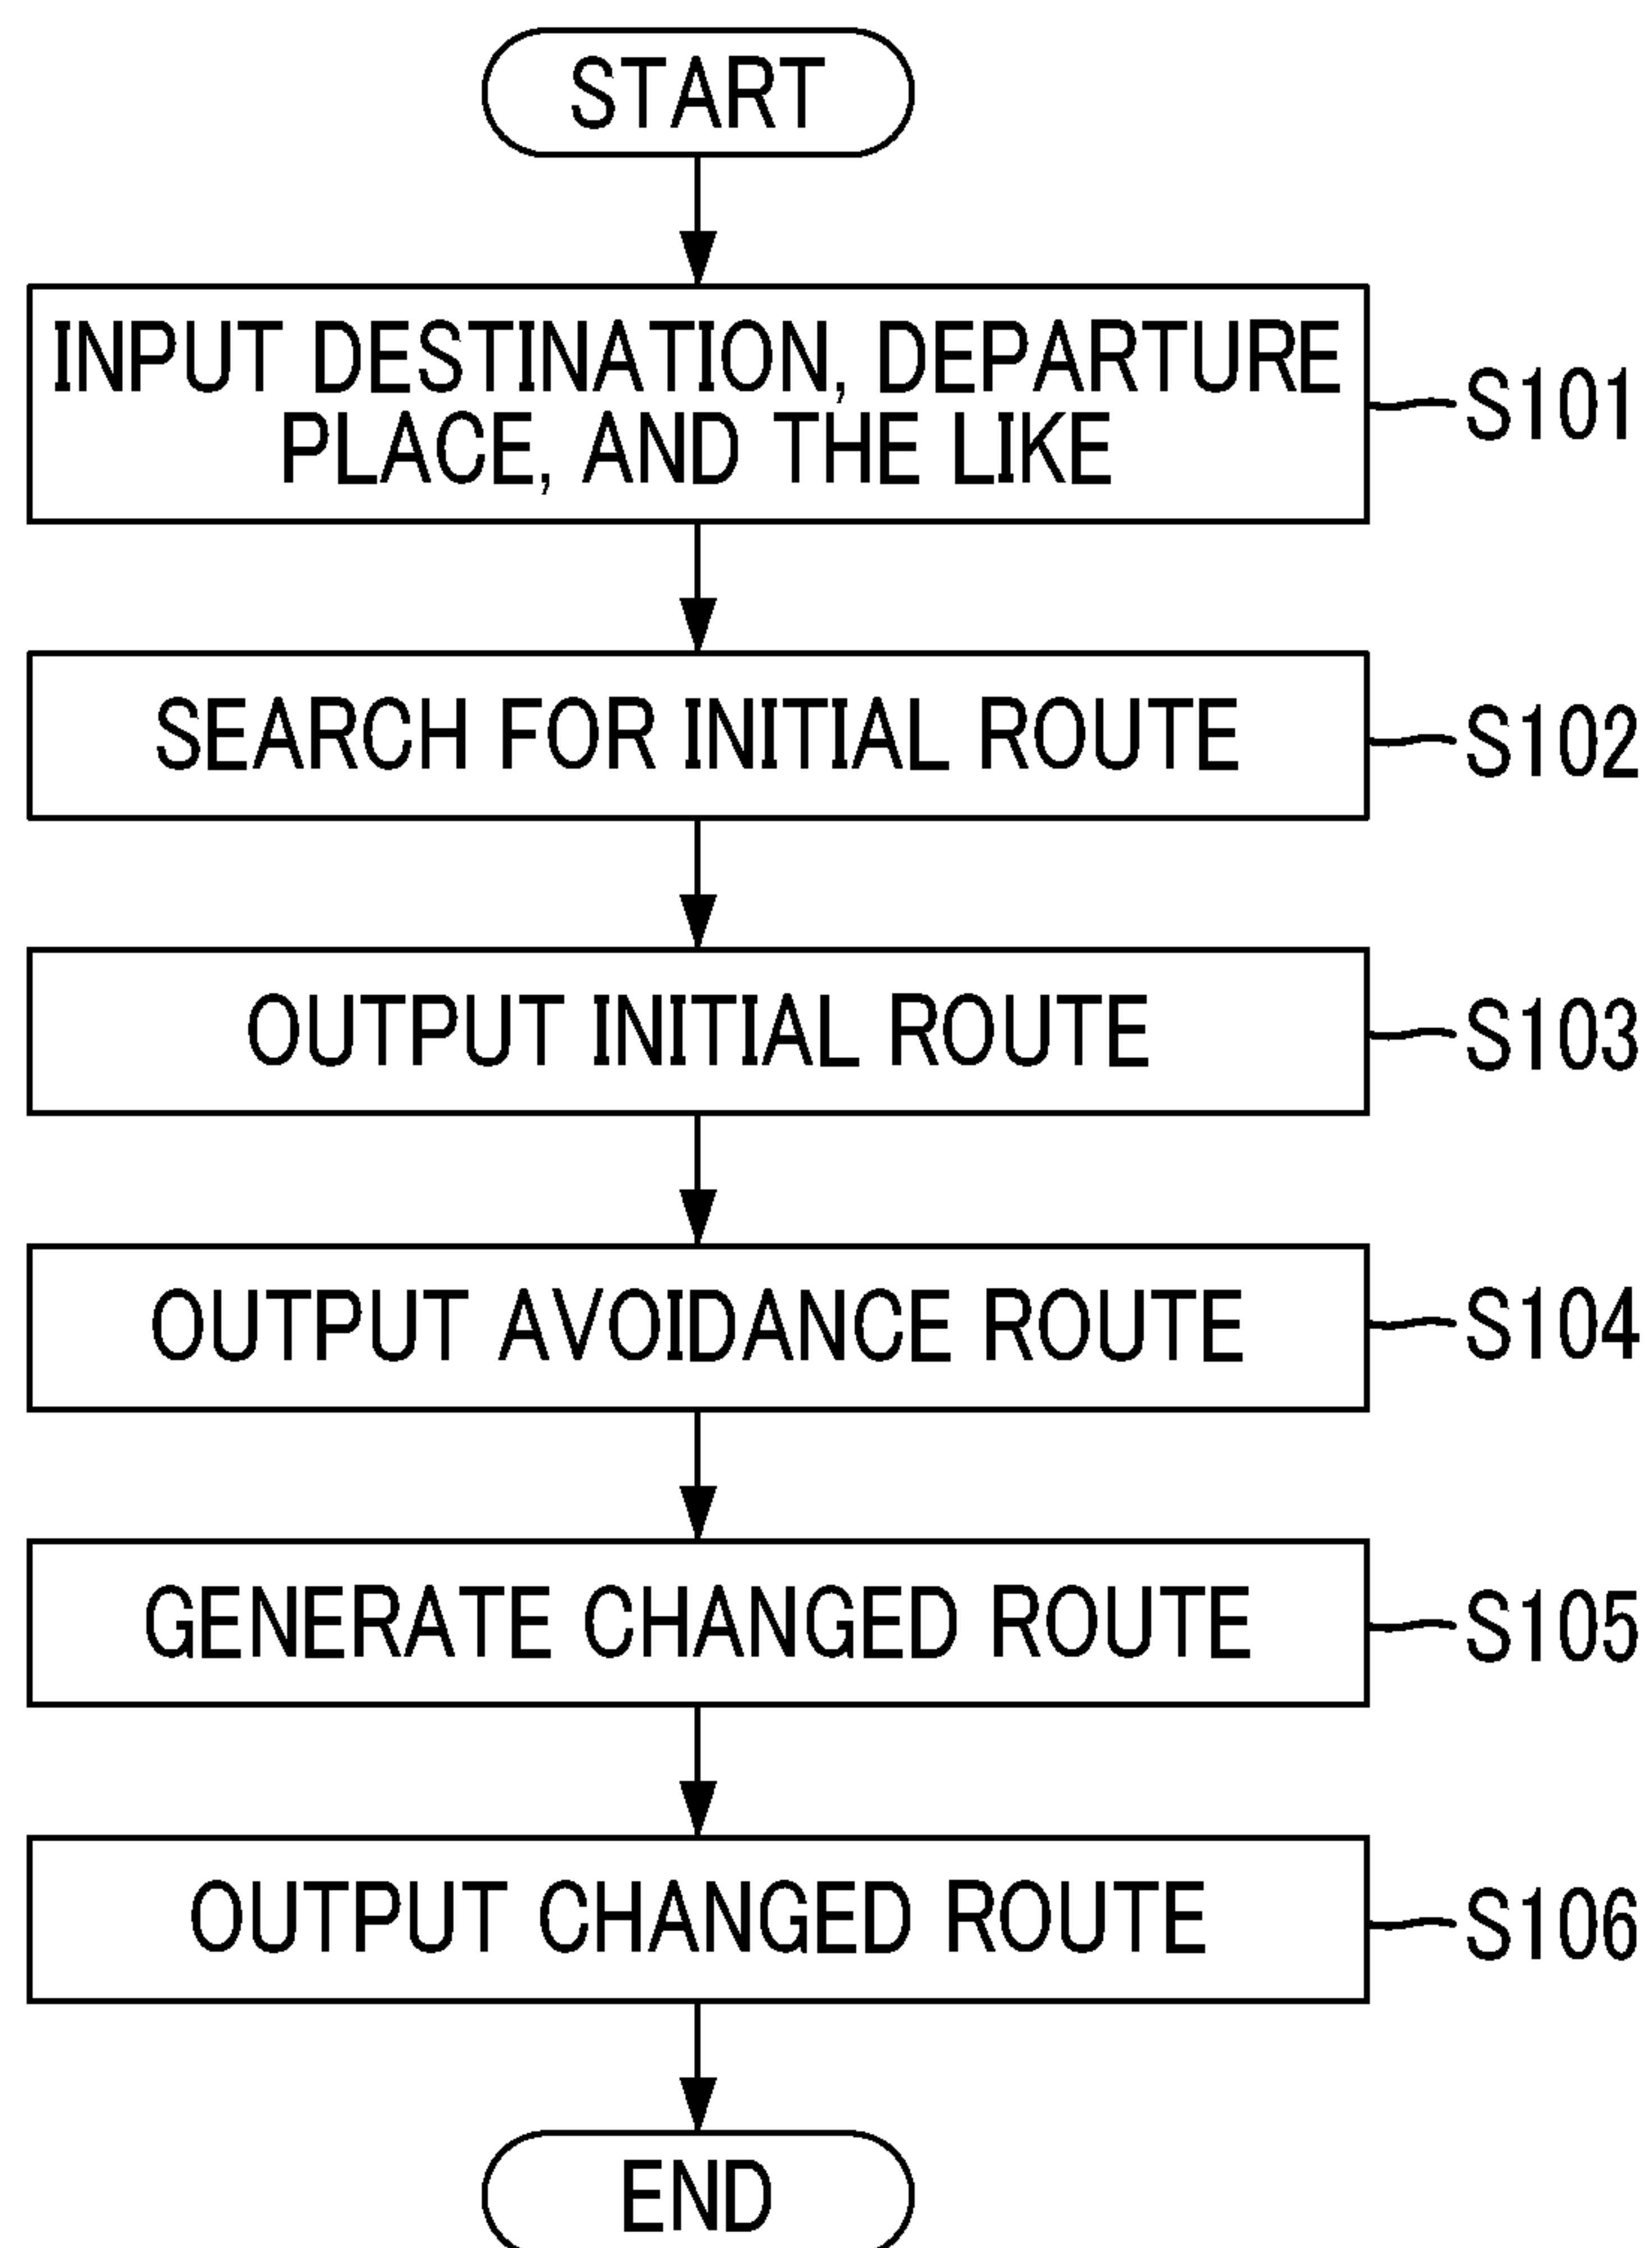 START
INPUT DESTINATION, DEPARTURE
PLACE, AND THE LIKE
S101
SEARCH FOR INITIAL ROUTE
S102
OUTPUT INITIAL ROUTE
S103
OUTPUT AVOIDANCE ROUTE
S104
GENERATE CHANGED ROUTE
S105
OUTPUT CHANGED ROUTE
S106
END